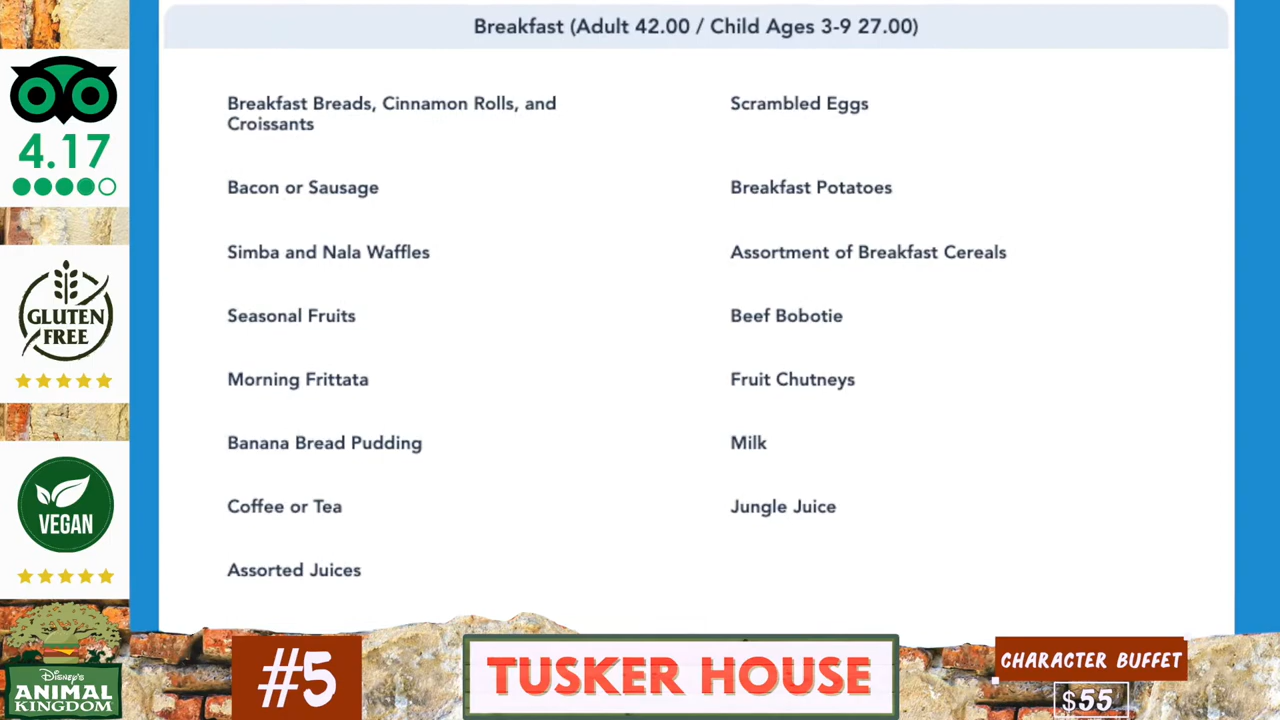 Breakfast (Adult 42.00 / Child Ages 3-9 27.00)
Breakfast Breads, Cinnamon Rolls, and
Croissants
Scrambled Eggs
Bacon or Sausage
Breakfast Potatoes
Simba and Nala Waffles
Assortment of Breakfast Cereals
Seasonal Fruits
Beef Bobotie
Morning Frittata
Fruit Chutneys
Banana Bread Pudding
Milk
Coffee or Tea
Jungle Juice
Assorted Juices
4.17
GLUTEN
FREE
VEGAN
Disney's
ANIMAL
KINGDOM
#5
TUSKER HOUSE
CHARACTER BUFFET
$55